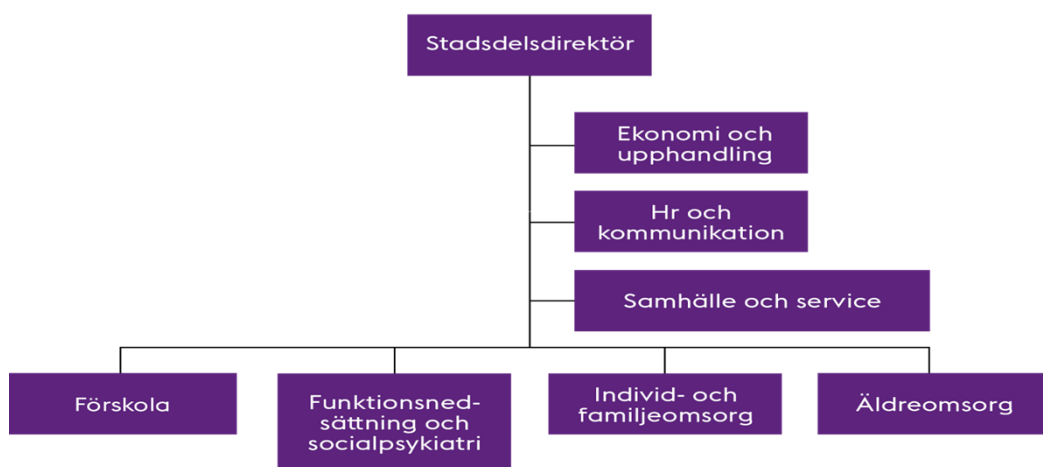 Stadsdelsdirektör
Ekonomi och
upphandling
Hr och
kommunikation
Samhälle och service
Förskola
Funktionsned-
sättning och
socialpsykiatri
Individ- och
familjeomsorg
Äldreomsorg